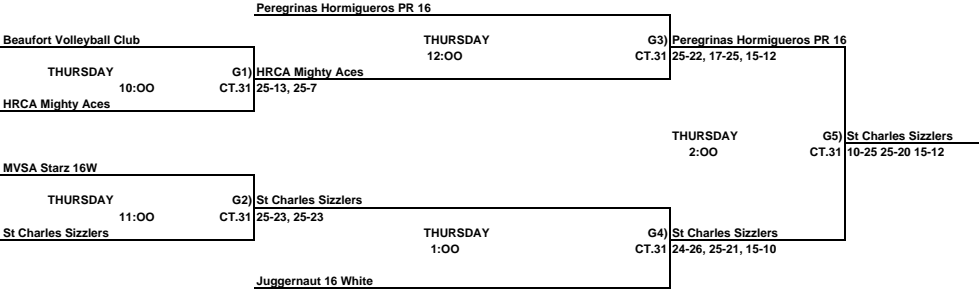 Peregrinas Hormigueros PR 16
Beaufort Volleyball Club THURSDAY G3) Peregrinas Hormigueros PR 16
12:OO CT.31 25-22, 17-25, 15-12
THURSDAY G1) HRCA Mighty Aces
10:OO CT.31 25-13, 25-7
HRCA Mighty Aces
THURSDAY G5) St Charles Sizzlers
2:OO CT.31 10-25 25-20 15-12
MVSA Starz 16W
THURSDAY G2) St Charles Sizzlers
11:OO CT.31 25-23, 25-23
St Charles Sizzlers THURSDAY G4) St Charles Sizzlers
1:OO CT.31 24-26, 25-21, 15-10
Juggernaut 16 White